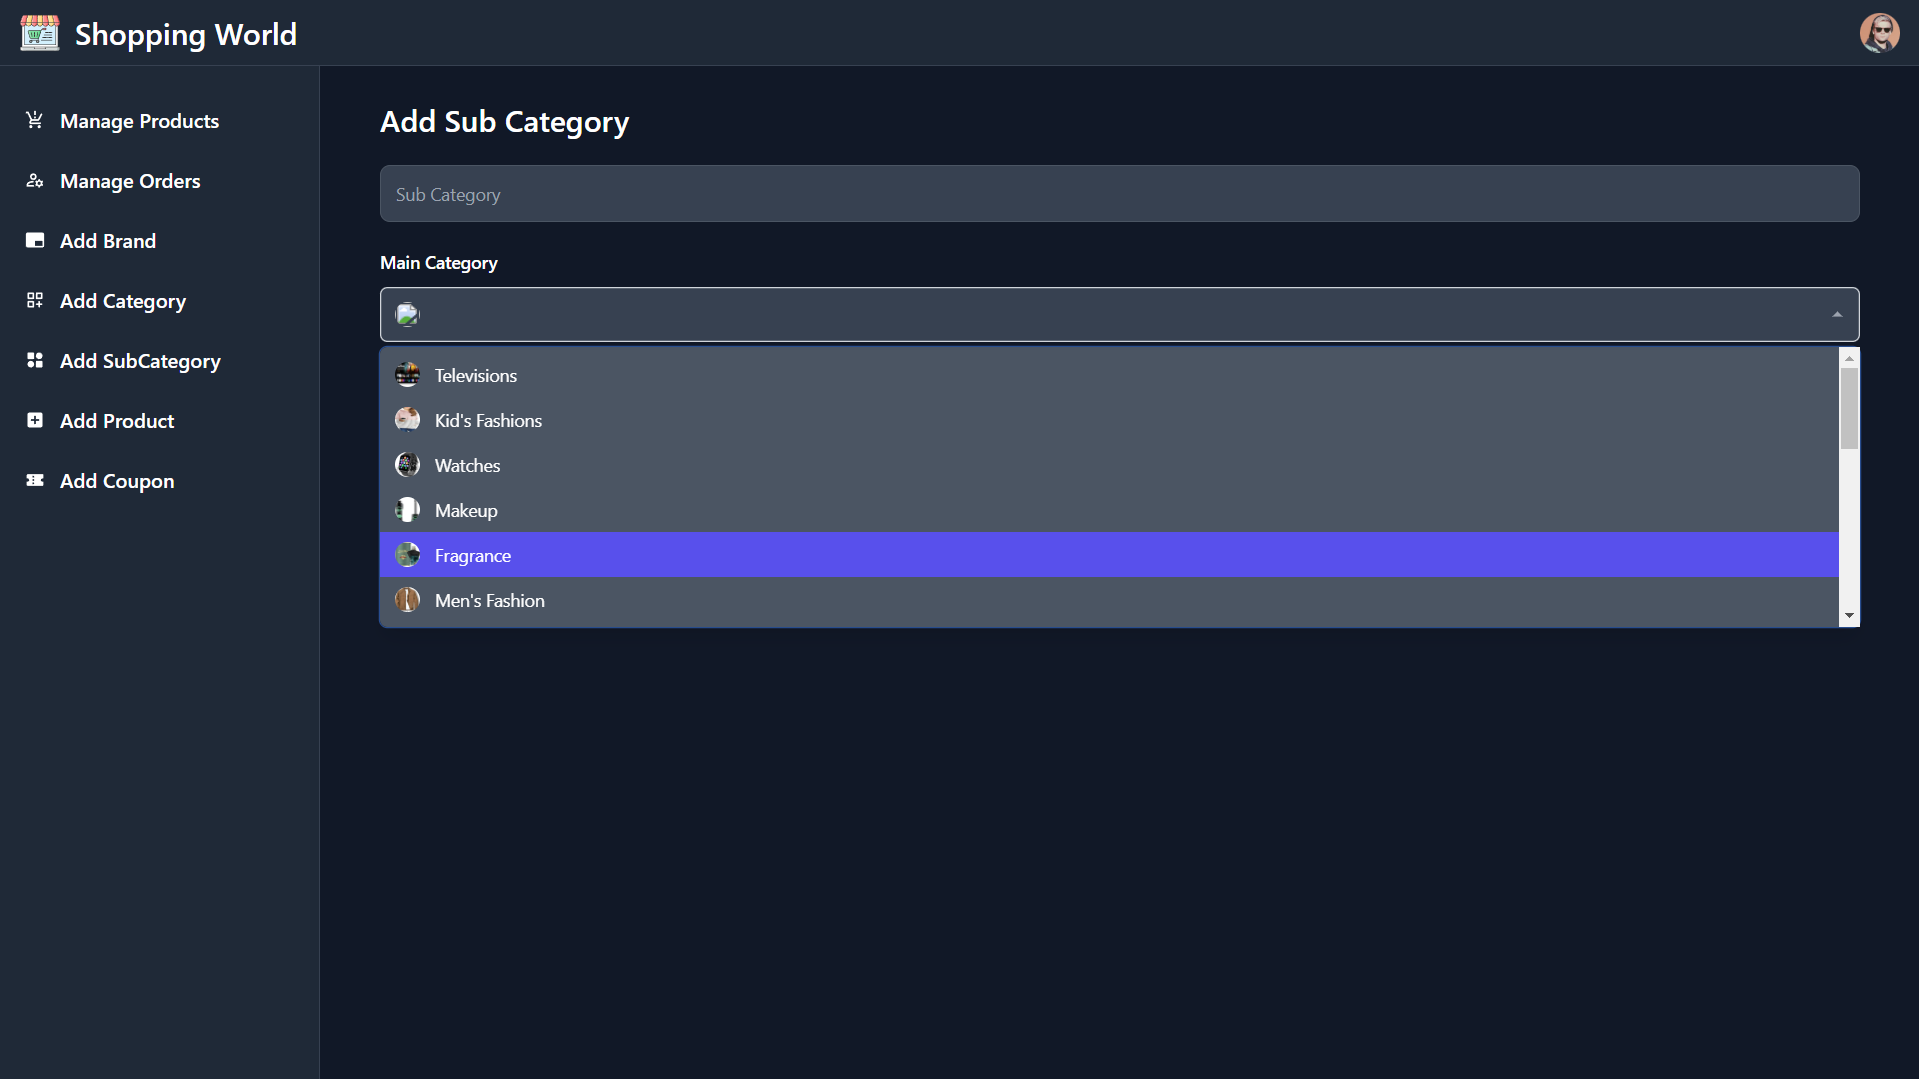 Shopping World
Manage Products
Manage Orders
Add Brand
Add Category
Add SubCategory
Add Product
Add Coupon
Add Sub Category
Sub Category
Main Category
Televisions
Kid's Fashions
Watches
Makeup
Fragrance
Men's Fashion